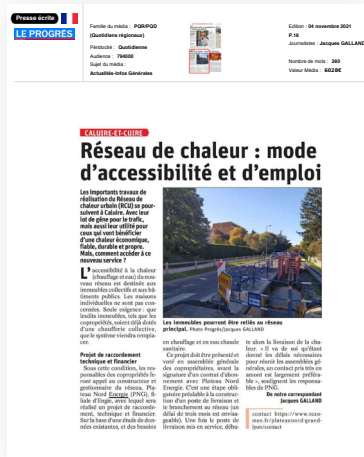 Presse écrite
LE PROGRÈS
Famille du média : PQR/PQD
(Quotidiens régionaux)
Périodicité : Quotidienne
Audience : 794000
Sujet du média :
Actualités-Infos Générales
Edition : 04 novembre 2021
P.18
Journalistes : Jacques GALLAND
Nombre de mots : 280
Valeur Média : 6028€
CALUIRE-ET-CUIRE
Réseau de chaleur : mode
d'accessibilité et d'emploi
Les importants travaux de
réalisation du Réseau de
chaleur urbain (RCU) se pour-
suivent à Caluire. Avec leur
lot de gêne pour le trafic,
mais aussi leur utilité pour
ceux qui vont bénéficier
d'une chaleur économique,
fiable, durable et propre.
Mais, comment accéder à ce
nouveau service ?
L'accessibilité à la chaleur
(chauffage et eau) du nou-
veau réseau est destinée aux
immeubles collectifs et aux bâ-
timents publics. Les maisons
individuelles ne sont pas con-
cernées. Seule exigence : que
lesdits immeubles, tels que les
copropriétés, soient déjà dotés
d'une chaufferie collective,
que le système viendra rempla-
cer.
Projet de raccordement
technique et financier
Sous cette condition, les res-
ponsables des copropriétés fe-
ront appel au constructeur et
gestionnaire du réseau, Pla-
teau Nord Energie (PNG), fi-
liale d'Engie, avec lequel sera
réalisé un projet de raccorde-
ment, technique et financier.
Sur la base d'une étude de don-
nées existantes, et des besoins
Les immeubles pourront être reliés au réseau
principal. Photo Progrès/Jacques GALLAND
en chauffage et en eau chaude
sanitaire.
Ce projet doit être présenté et
voté en assemblée générale
des copropriétaires, avant la
signature d'un contrat d'abon-
nement avec Plateau Nord
Energie. C'est une étape obli-
gatoire préalable à la construc-
tion d'un poste de livraison et
le branchement au réseau (un
délai de trois mois est envisa-
geable). Une fois le poste de
livraison mis en service, débu-
te alors la livraison de la cha-
leur. « Il va de soi qu'étant
donné les délais nécessaires
pour réunir les assemblées gé-
nérales, un contact pris très en
amont est largement préféra-
ble », soulignent les responsa-
bles de PNG.
De notre correspondant
Jacques GALLAND
contact https://www.reso-
mee.fr/plateaunord-grand-
lyon/contact